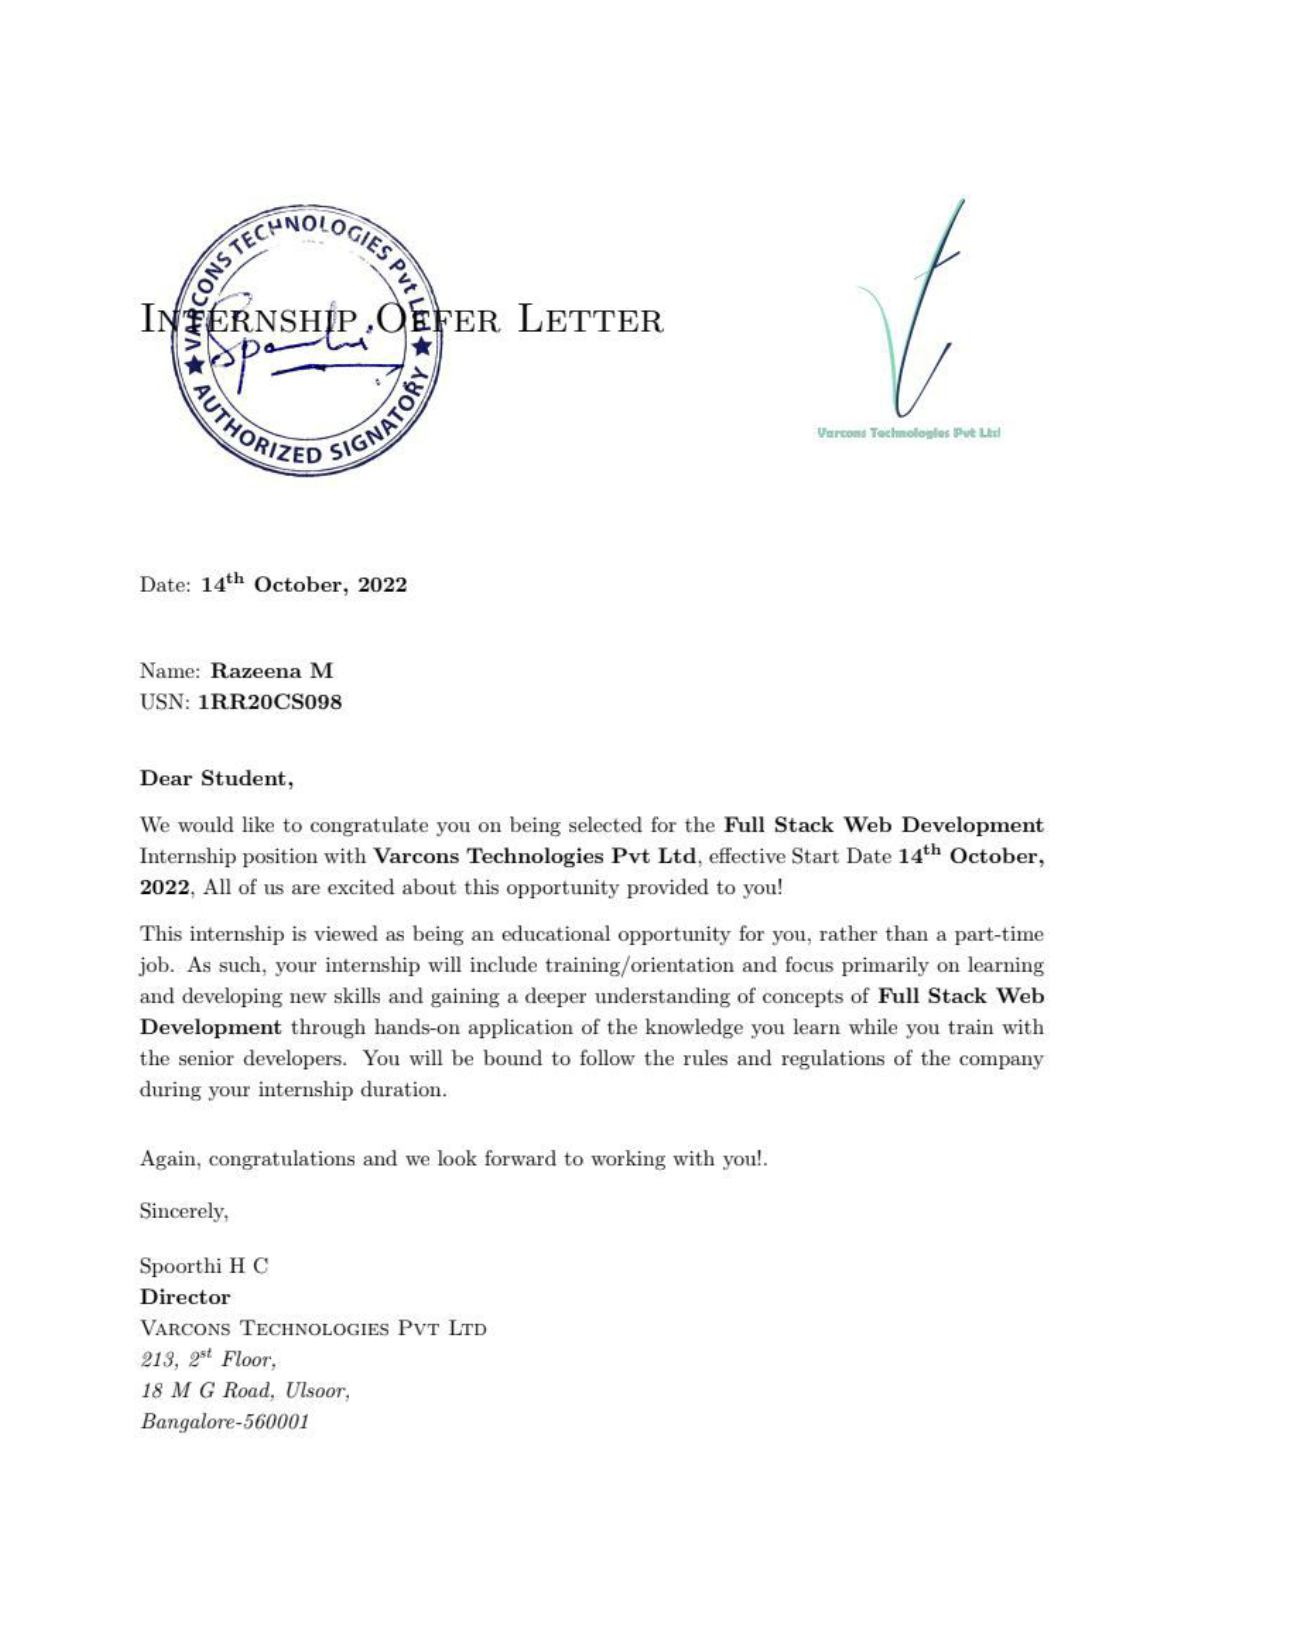 VARCONS TECHNOLOGIES Pvt Ltd
AUTHORIZED SIGNATORY
INTERNSHIP OFFER LETTER
Varcons Technologies Pvt Ltd
Date: 14th October, 2022
Name: Razeena M
USN: 1RR20CS098
Dear Student,
We would like to congratulate you on being selected for the Full Stack Web Development
Internship position with Varcons Technologies Pvt Ltd, effective Start Date 14th October,
2022, All of us are excited about this opportunity provided to you!
This internship is viewed as being an educational opportunity for you, rather than a part-time
job. As such, your internship will include training/orientation and focus primarily on learning
and developing new skills and gaining a deeper understanding of concepts of Full Stack Web
Development through hands-on application of the knowledge you learn while you train with
the senior developers. You will be bound to follow the rules and regulations of the company
during your internship duration.
Again, congratulations and we look forward to working with you!.
Sincerely,
Spoorthi H C
Director
VARCONS TECHNOLOGIES PVT LTD
213, 2st Floor,
18 M G Road, Ulsoor,
Bangalore-560001